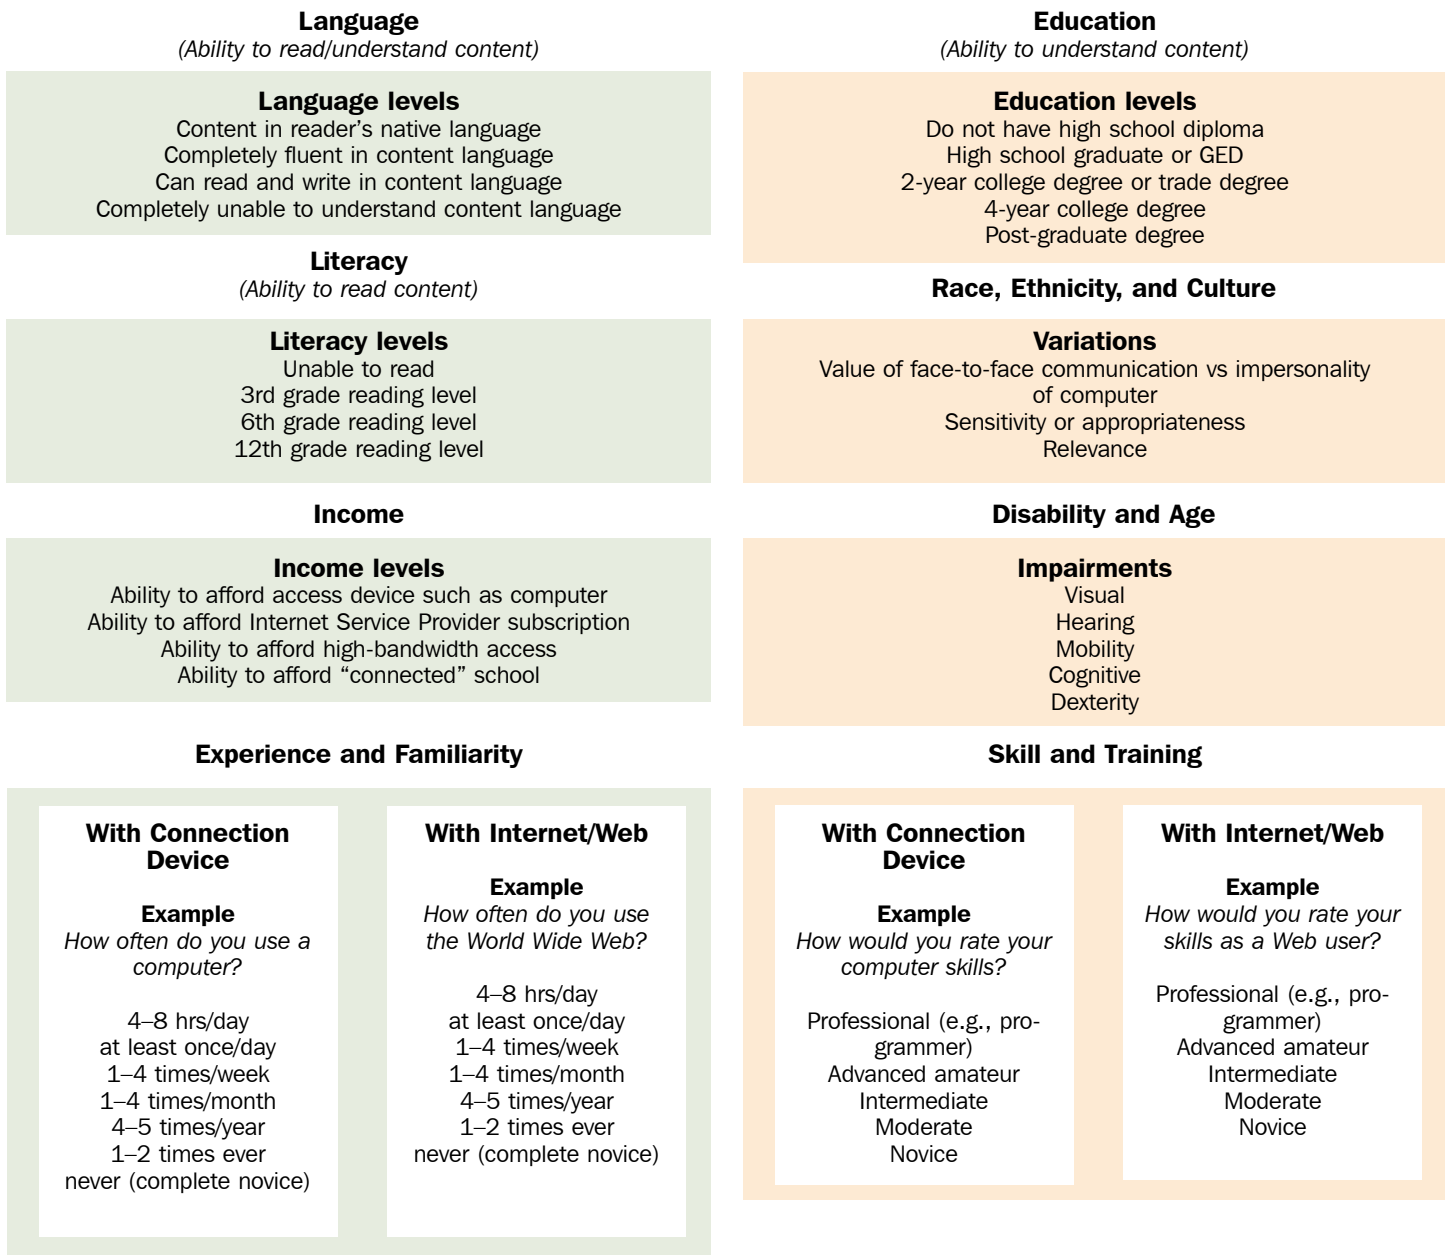 Language
(Ability to read/understand content)
Language levels
Content in reader’s native language
Completely fluent in content language
Can read and write in content language
Completely unable to understand content language
Literacy
(Ability to read content)
Literacy levels
Unable to read
3rd grade reading level
6th grade reading level
12th grade reading level
Income
Income levels
Ability to afford access device such as computer
Ability to afford Internet Service Provider subscription
Ability to afford high-bandwidth access
Ability to afford “connected” school
Experience and Familiarity
With Connection
Device
Example
How often do you use a
computer?
4–8 hrs/day
at least once/day
1–4 times/week
1–4 times/month
4–5 times/year
1–2 times ever
never (complete novice)
With Internet/Web
Example
How often do you use
the World Wide Web?
4–8 hrs/day
at least once/day
1–4 times/week
1–4 times/month
4–5 times/year
1–2 times ever
never (complete novice)
Education
(Ability to understand content)
Education levels
Do not have high school diploma
High school graduate or GED
2-year college degree or trade degree
4-year college degree
Post-graduate degree
Race, Ethnicity, and Culture
Variations
Value of face-to-face communication vs impersonality
of computer
Sensitivity or appropriateness
Relevance
Disability and Age
Impairments
Visual
Hearing
Mobility
Cognitive
Dexterity
Skill and Training
With Connection
Device
Example
How would you rate your
computer skills?
Professional (e.g., pro-
grammer)
Advanced amateur
Intermediate
Moderate
Novice
With Internet/Web
Example
How would you rate your
skills as a Web user?
Professional (e.g., pro-
grammer)
Advanced amateur
Intermediate
Moderate
Novice